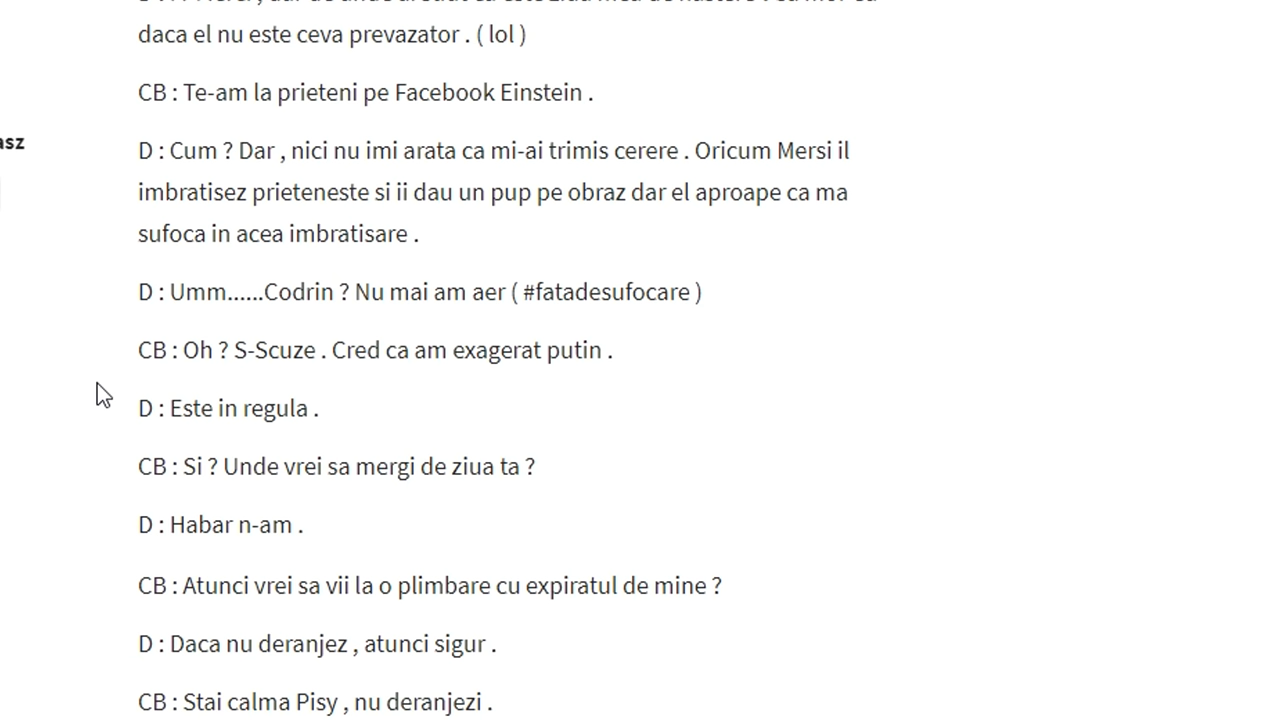 daca el nu este ceva prevazator . ( lol )
CB : Te-am la prieteni pe Facebook Einstein .
asz
D : Cum ? Dar , nici nu imi arata ca mi-ai trimis cerere . Oricum Mersi il
imbratisez prieteneste si ii dau un pup pe obraz dar el aproape ca ma
sufoca in acea imbratisare .
D : Umm......Codrin ? Nu mai am aer ( #fatadesufocare )
CB : Oh ? S-Scuze . Cred ca am exagerat putin .
D : Este in regula .
CB : Si ? Unde vrei sa mergi de ziua ta ?
D : Habar n-am .
CB : Atunci vrei sa vii la o plimbare cu expiratul de mine ?
D : Daca nu deranjez , atunci sigur .
CB : Stai calma Pisy , nu deranjezi .